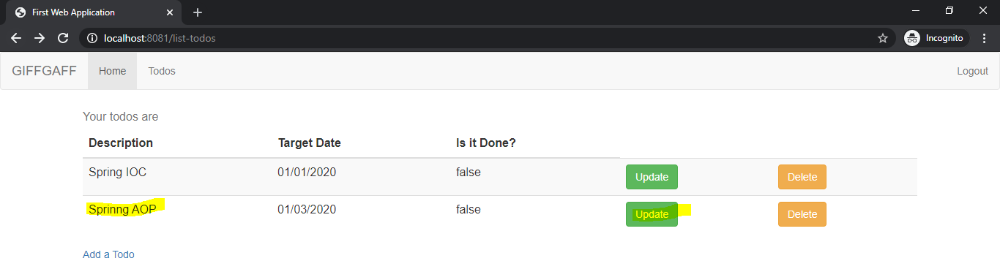 First Web Application
localhost:8081/list-todos
Incognito
GIFFGAFF Home Todos Logout
Your todos are
Description Target Date Is it Done?
Spring IOC 01/01/2020 false Update Delete
Sprinng AOP 01/03/2020 false Update Delete
Add a Todo